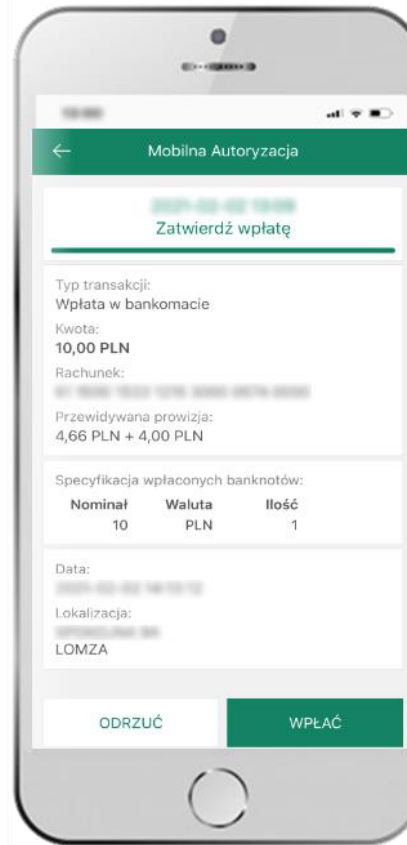 Mobilna Autoryzacja
Zatwierdź wpłatę
Typ transakcji:
Wpłata w bankomacie
Kwota:
10,00 PLN
Rachunek:
Przewidywana prowizja:
4,66 PLN + 4,00 PLN
Specyfikacja wpłaconych banknotów:
Nominał Waluta Ilość
10 PLN 1
Data:
Lokalizacja:
LOMZA
ODRZUĆ WPŁAĆ